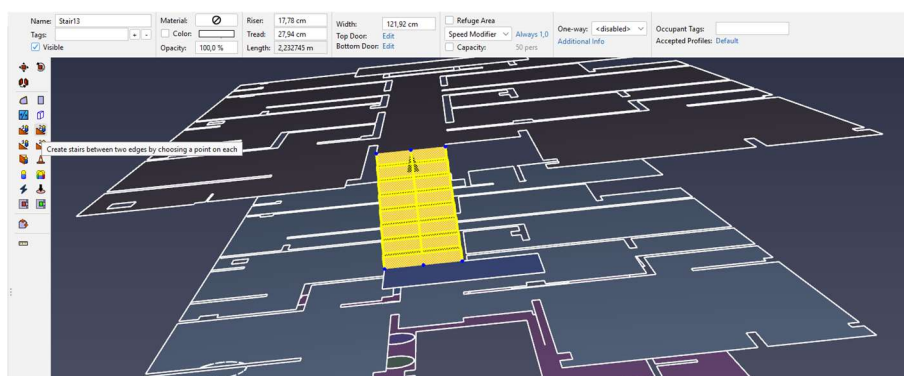 Name: Stair13 Material: Riser: 17,78 cm Width: 121,92 cm Refuge Area One-way: <disabled> Occupant Tags:
Tags: + - Color: Tread: 27,94 cm Top Door: Edit Speed Modifier Always 1,0 Additional Info Accepted Profiles: Default
Visible Opacity: 100,0 % Length: 2,232745 m Bottom Door: Edit Capacity: 50 pers
Create stairs between two edges by choosing a point on each